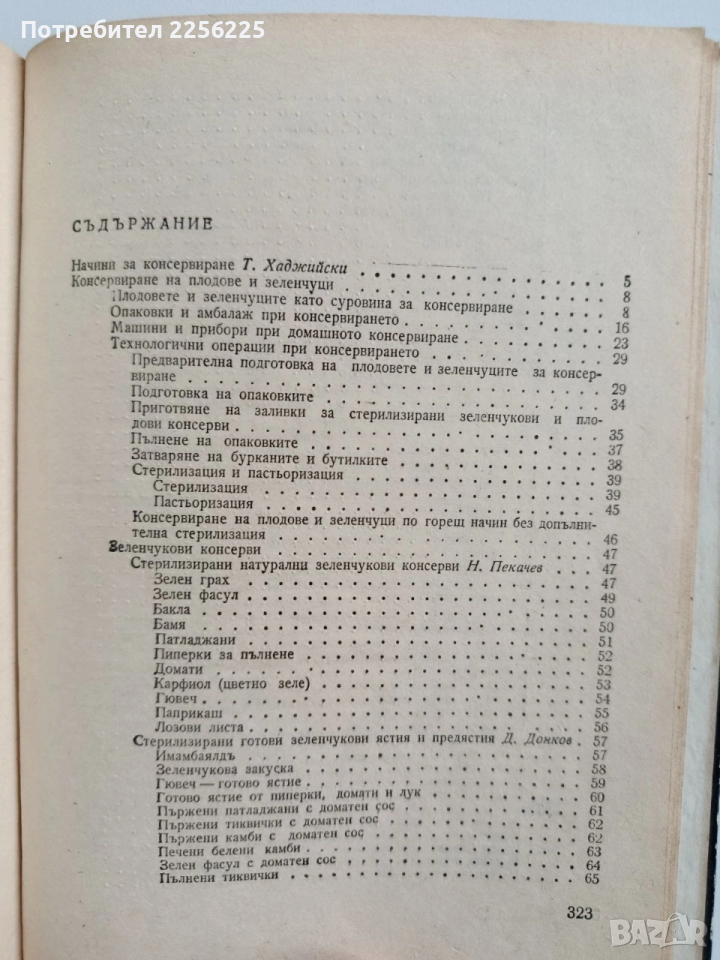 Потребител 2256225
СЪДЪРЖАНИЕ
Начини за консервиране Т. Хаджийски . . . . . . . . . . . . 5
Консервиране на плодове и зеленчуци . . . . . . . . . . . . 8
Плодовете и зеленчуците като суровина за консервиране . . . . 8
Опаковки и амбалаж при консервирането . . . . . . . . . . 16
Машини и прибори при домашното консервиране . . . . . . . 23
Технологични операции при консервирането . . . . . . . . . 29
Предварителна подготовка на плодовете и зеленчуците за консер-
виране . . . . . . . . . . . . . . . . . . 29
Подготовка на опаковките . . . . . . . . . . . . 34
Приготвяне на заливки за стерилизирани зеленчукови и пло-
дови консерви . . . . . . . . . . . . . . . 35
Пълнене на опаковките . . . . . . . . . . . . . 37
Затваряне на бурканите и бутилките . . . . . . . . . 38
Стерилизация и пастьоризация . . . . . . . . . . . 39
Стерилизация . . . . . . . . . . . . . . . 39
Пастьоризация . . . . . . . . . . . . . . . 45
Консервиране на плодове и зеленчуци по горещ начин без допълни-
телна стерилизация . . . . . . . . . . . . . 46
Зеленчукови консерви . . . . . . . . . . . . . . 47
Стерилизирани натурални зеленчукови консерви Н. Пекачев . . . 47
Зелен грах . . . . . . . . . . . . . . . . 47
Зелен фасул . . . . . . . . . . . . . . . 49
Бакла . . . . . . . . . . . . . . . . . 50
Бамя . . . . . . . . . . . . . . . . . 50
Патладжани . . . . . . . . . . . . . . . 51
Пиперки за пълнене . . . . . . . . . . . . . 52
Домати . . . . . . . . . . . . . . . . . 52
Карфиол (цветно зеле) . . . . . . . . . . . . 53
Гювеч . . . . . . . . . . . . . . . . . 54
Паприкаш . . . . . . . . . . . . . . . . 55
Лозови листа . . . . . . . . . . . . . . . 56
Стерилизирани готови зеленчукови ястия и предястия Д. Донков . 57
Имамбаялдъ . . . . . . . . . . . . . . . 57
Зеленчукова закуска . . . . . . . . . . . . . 58
Гювеч — готово ястие . . . . . . . . . . . . 59
Готово ястие от пиперки, домати и лук . . . . . . . 60
Пържени патладжани с доматен сос . . . . . . . . 61
Пържени тиквички с доматен сос . . . . . . . . . 62
Пържени камби с доматен сос . . . . . . . . . . 62
Печени белени камби . . . . . . . . . . . . . 63
Зелен фасул с доматен сос . . . . . . . . . . . 64
Пълнени тиквички . . . . . . . . . . . . . . 65
323
BAZAR